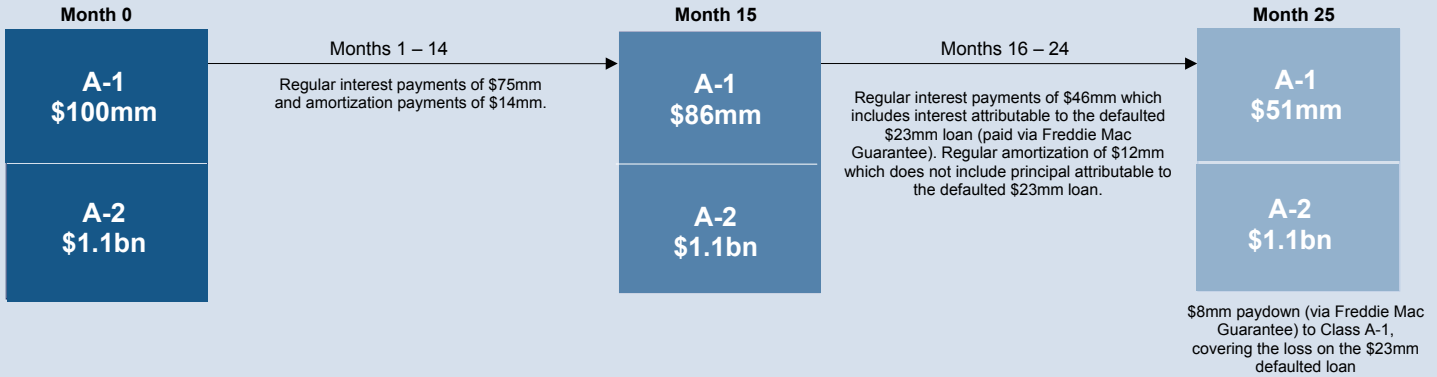 Month 0
A-1
$100mm
A-2
$1.1bn
Months 1 – 14
Regular interest payments of $75mm
and amortization payments of $14mm.
Month 15
A-1
$86mm
A-2
$1.1bn
Months 16 – 24
Regular interest payments of $46mm which
includes interest attributable to the defaulted
$23mm loan (paid via Freddie Mac
Guarantee). Regular amortization of $12mm
which does not include principal attributable to
the defaulted $23mm loan.
Month 25
A-1
$51mm
A-2
$1.1bn
$8mm paydown (via Freddie Mac
Guarantee) to Class A-1,
covering the loss on the $23mm
defaulted loan